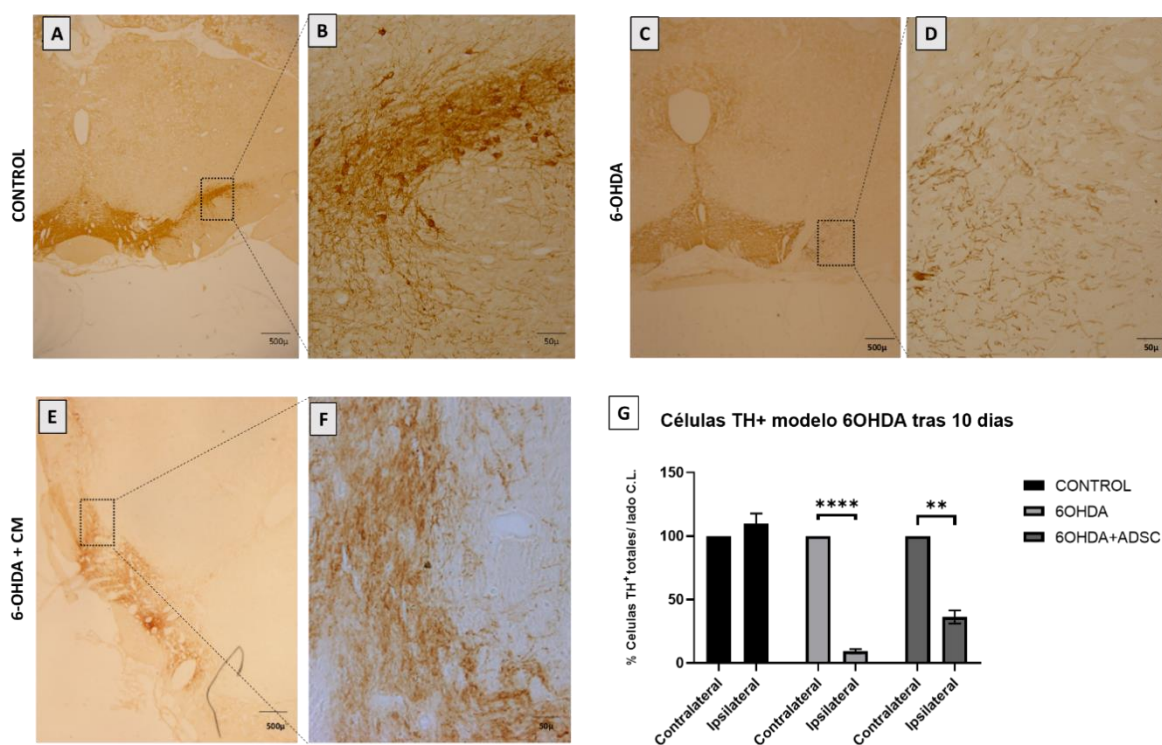 A
B
CONTROL
500µ
50µ
C
D
6-OHDA
500µ
50µ
E
F
6-OHDA + CM
500µ
50µ
G
Células TH+ modelo 6OHDA tras 10 dias
% Celulas TH+totales/ lado C.L.
150
100
50
0
Contralateral
Ipsilateral
Contralateral
Ipsilateral
Contralateral
Ipsilateral
****
**
CONTROL
6OHDA
6OHDA+ADSC